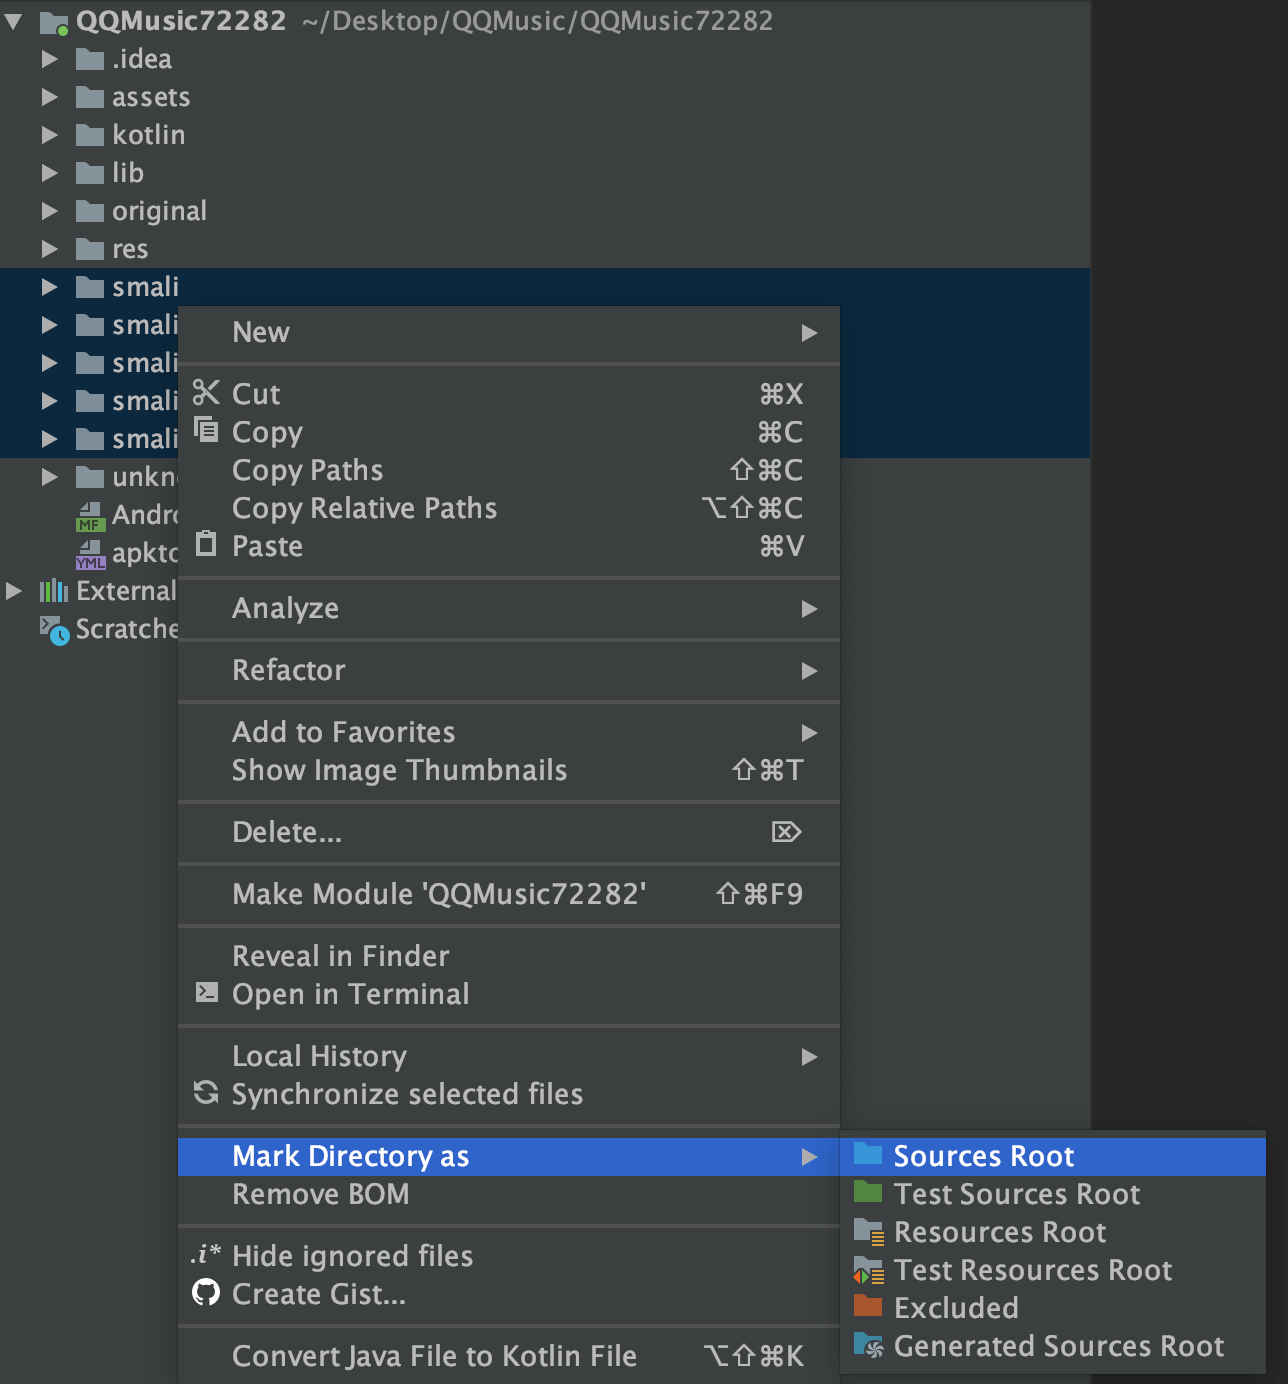 QQMusic72282 ~/Desktop/QQMusic/QQMusic72282
.idea
assets
kotlin
lib
original
res
smali
smali
smali
smali
smali
unkn
Andro
MF
apkto
YML
External
Scratche
New
Cut ⌘X
Copy ⌘C
Copy Paths ⇧⌘C
Copy Relative Paths ⌥⇧⌘C
Paste ⌘V
Analyze
Refactor
Add to Favorites
Show Image Thumbnails ⇧⌘T
Delete... ⌦
Make Module 'QQMusic72282' ⇧⌘F9
Reveal in Finder
Open in Terminal
Local History
Synchronize selected files
Mark Directory as
Remove BOM
.i* Hide ignored files
Create Gist...
Convert Java File to Kotlin File ⌥⇧⌘K
Sources Root
Test Sources Root
Resources Root
Test Resources Root
Excluded
Generated Sources Root